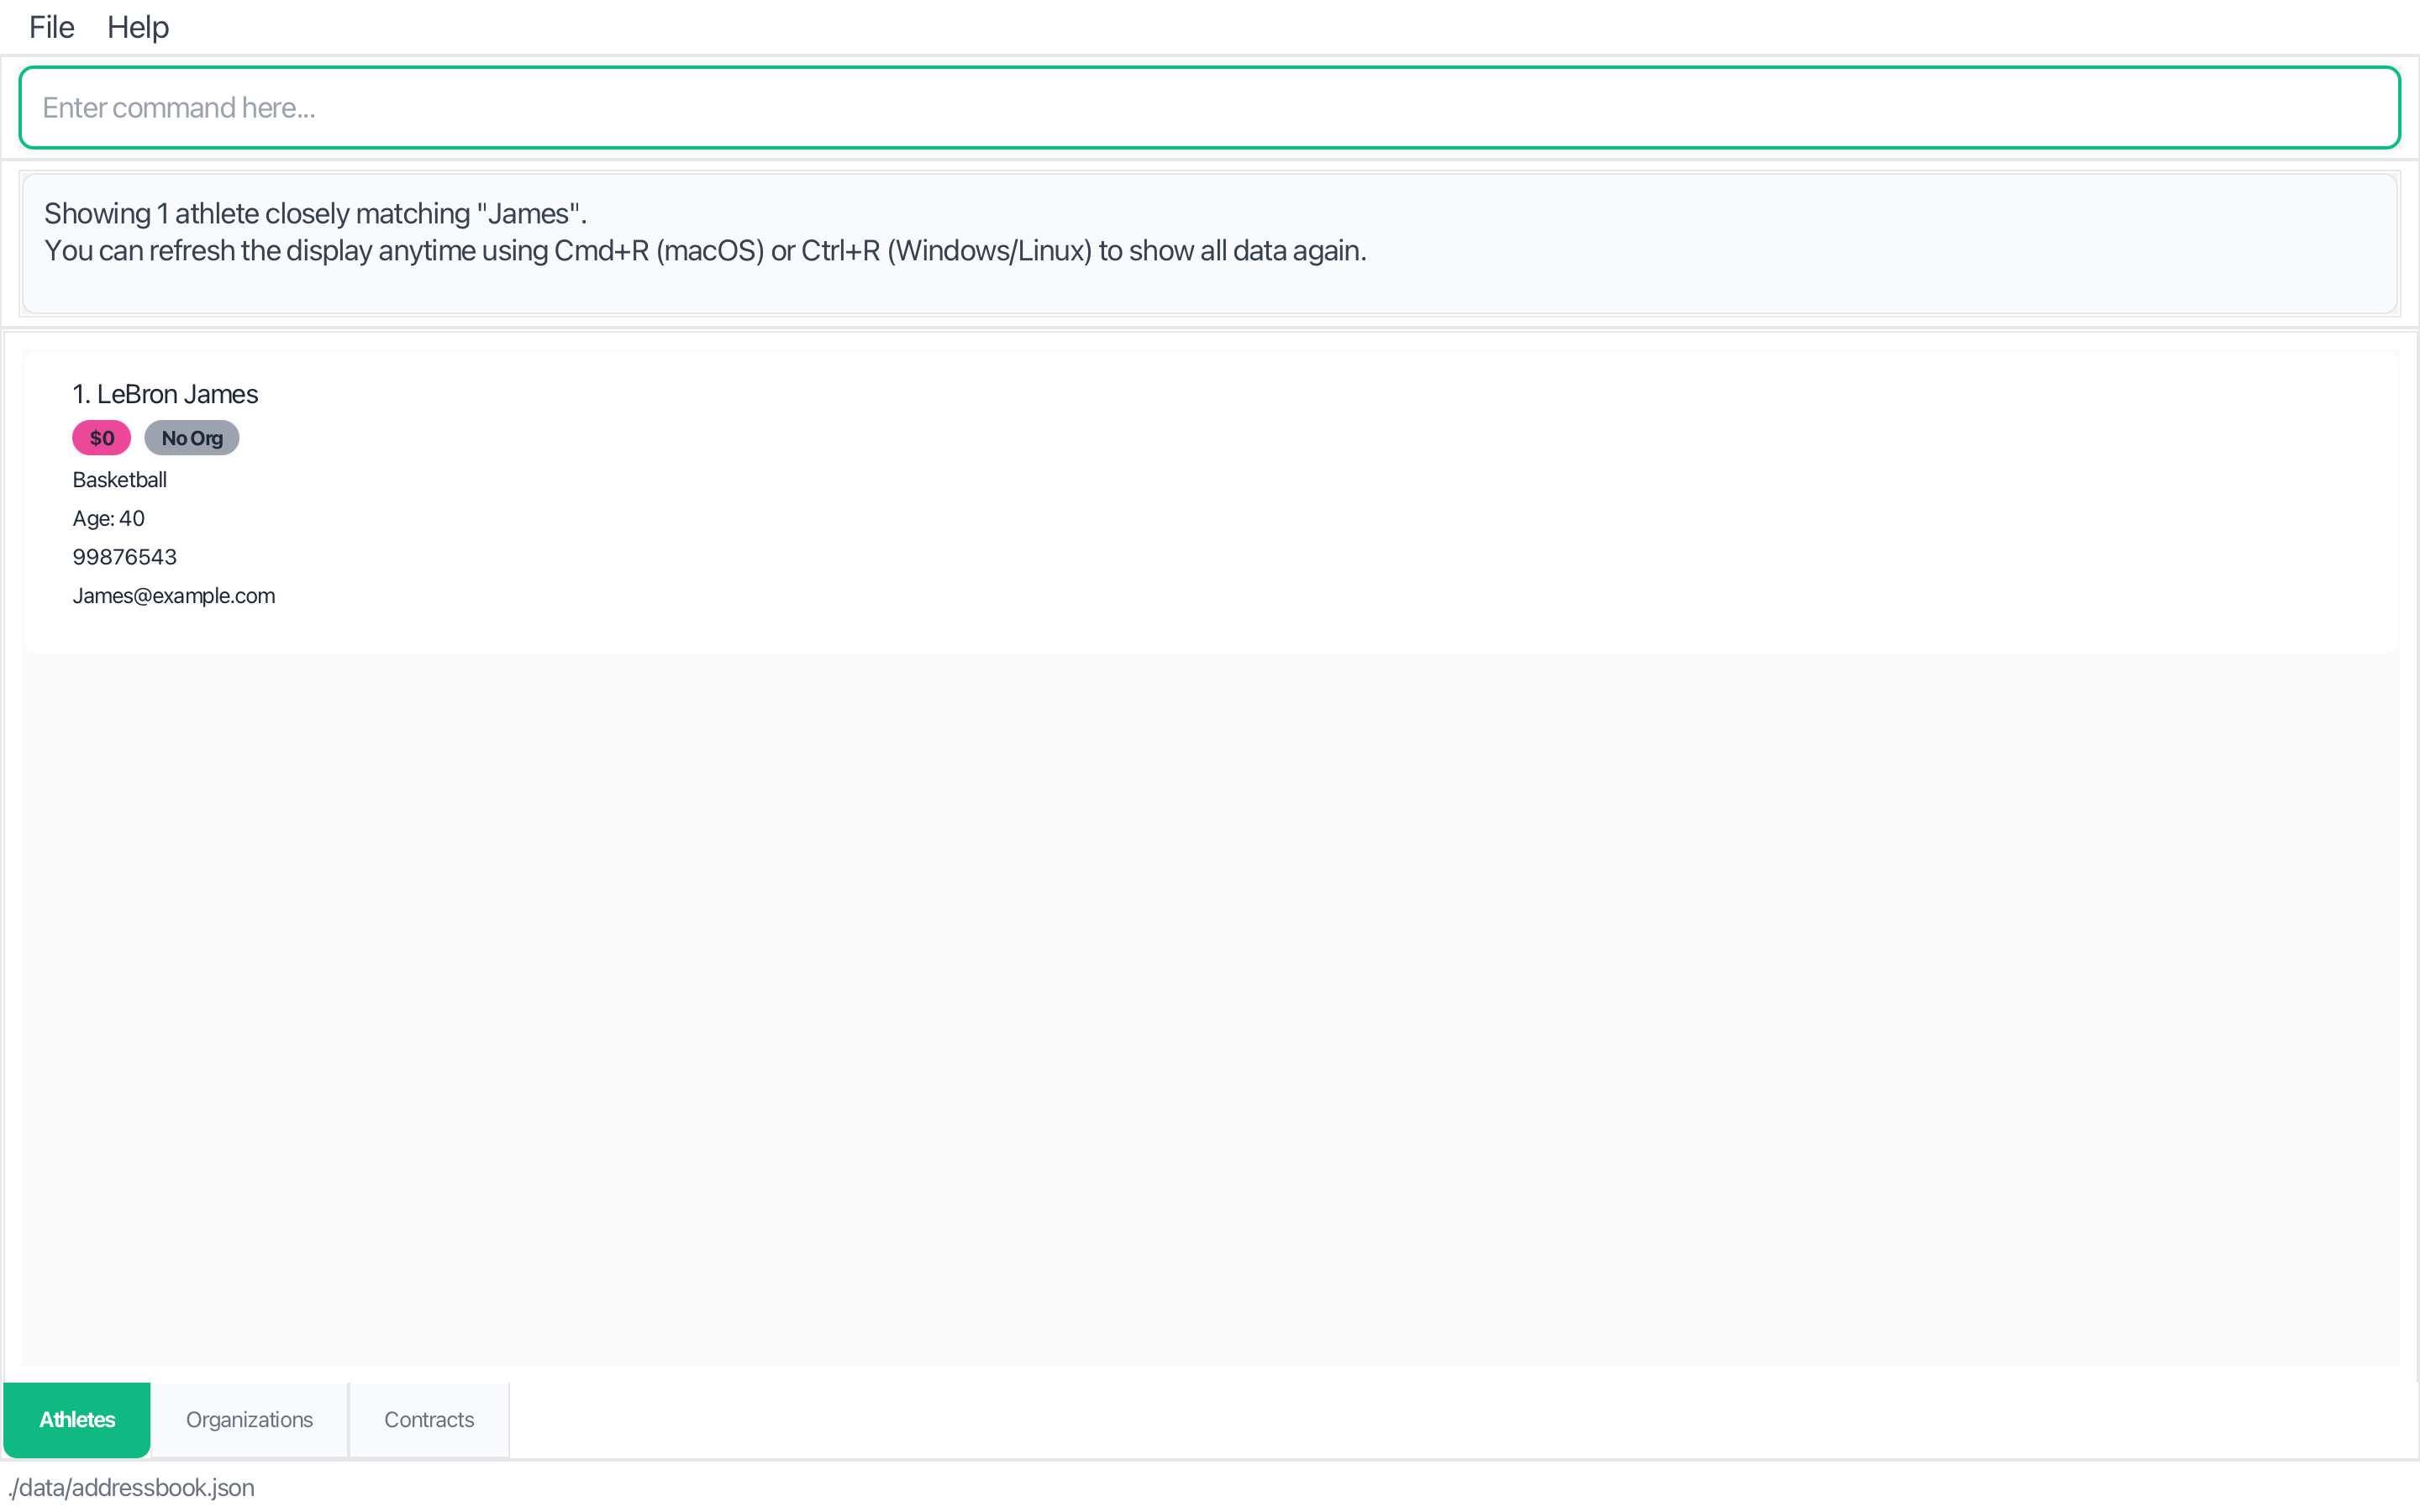 File Help
Enter command here...
Showing 1 athlete closely matching "James".
You can refresh the display anytime using Cmd+R (macOS) or Ctrl+R (Windows/Linux) to show all data again.
1. LeBron James
$0 No Org
Basketball
Age: 40
99876543
James@example.com
Athletes Organizations Contracts
./data/addressbook.json